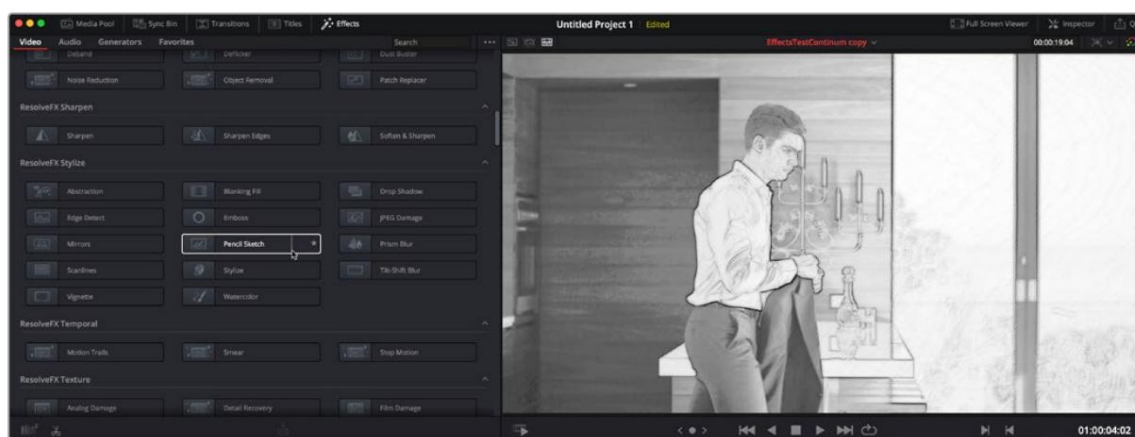 Media Pool Sync Bin Transitions Titles Effects Untitled Project 1 Edited Full Screen Viewer Inspector
Video Audio Generators Favorites Search EffectsTestContinum copy 00:00:19:04
Deband Deflicker Dust Buster
Noise Reduction Object Removal Patch Replacer
ResolveFX Sharpen
Sharpen Sharpen Edges Soften & Sharpen
ResolveFX Stylize
Abstraction Blanking Fill Drop Shadow
Edge Detect Emboss JPEG Damage
Mirrors Pencil Sketch Prism Blur
Scanlines Stylize Tilt-Shift Blur
Vignette Watercolor
ResolveFX Temporal
Motion Trails Smear Stop Motion
ResolveFX Texture
Analog Damage Detail Recovery Film Damage
01:00:04:02